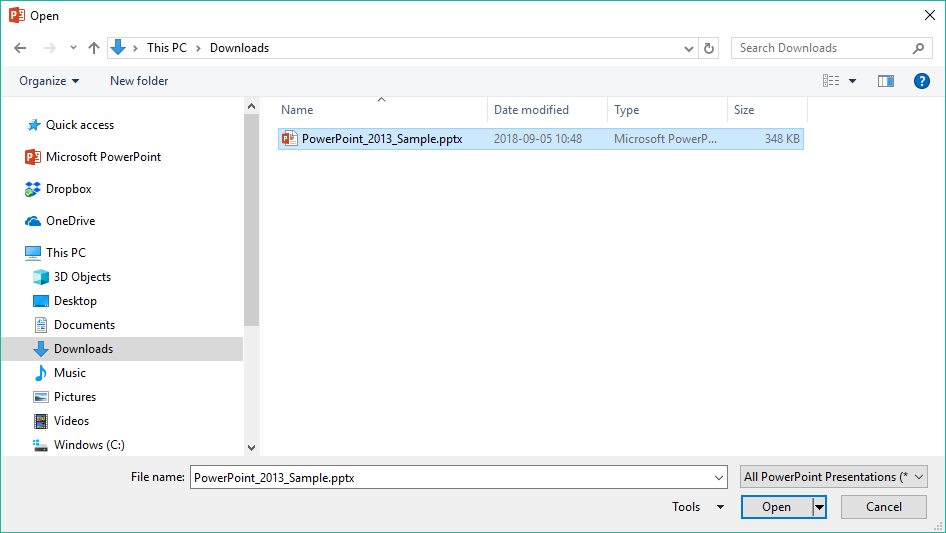 Open
This PC Downloads
Search Downloads
Organize New folder
Name Date modified Type Size
PowerPoint_2013_Sample.pptx 2018-09-05 10:48 Microsoft PowerP... 348 KB
Quick access
Microsoft PowerPoint
Dropbox
OneDrive
This PC
3D Objects
Desktop
Documents
Downloads
Music
Pictures
Videos
Windows (C:)
File name: PowerPoint_2013_Sample.pptx All PowerPoint Presentations (*
Tools Open Cancel